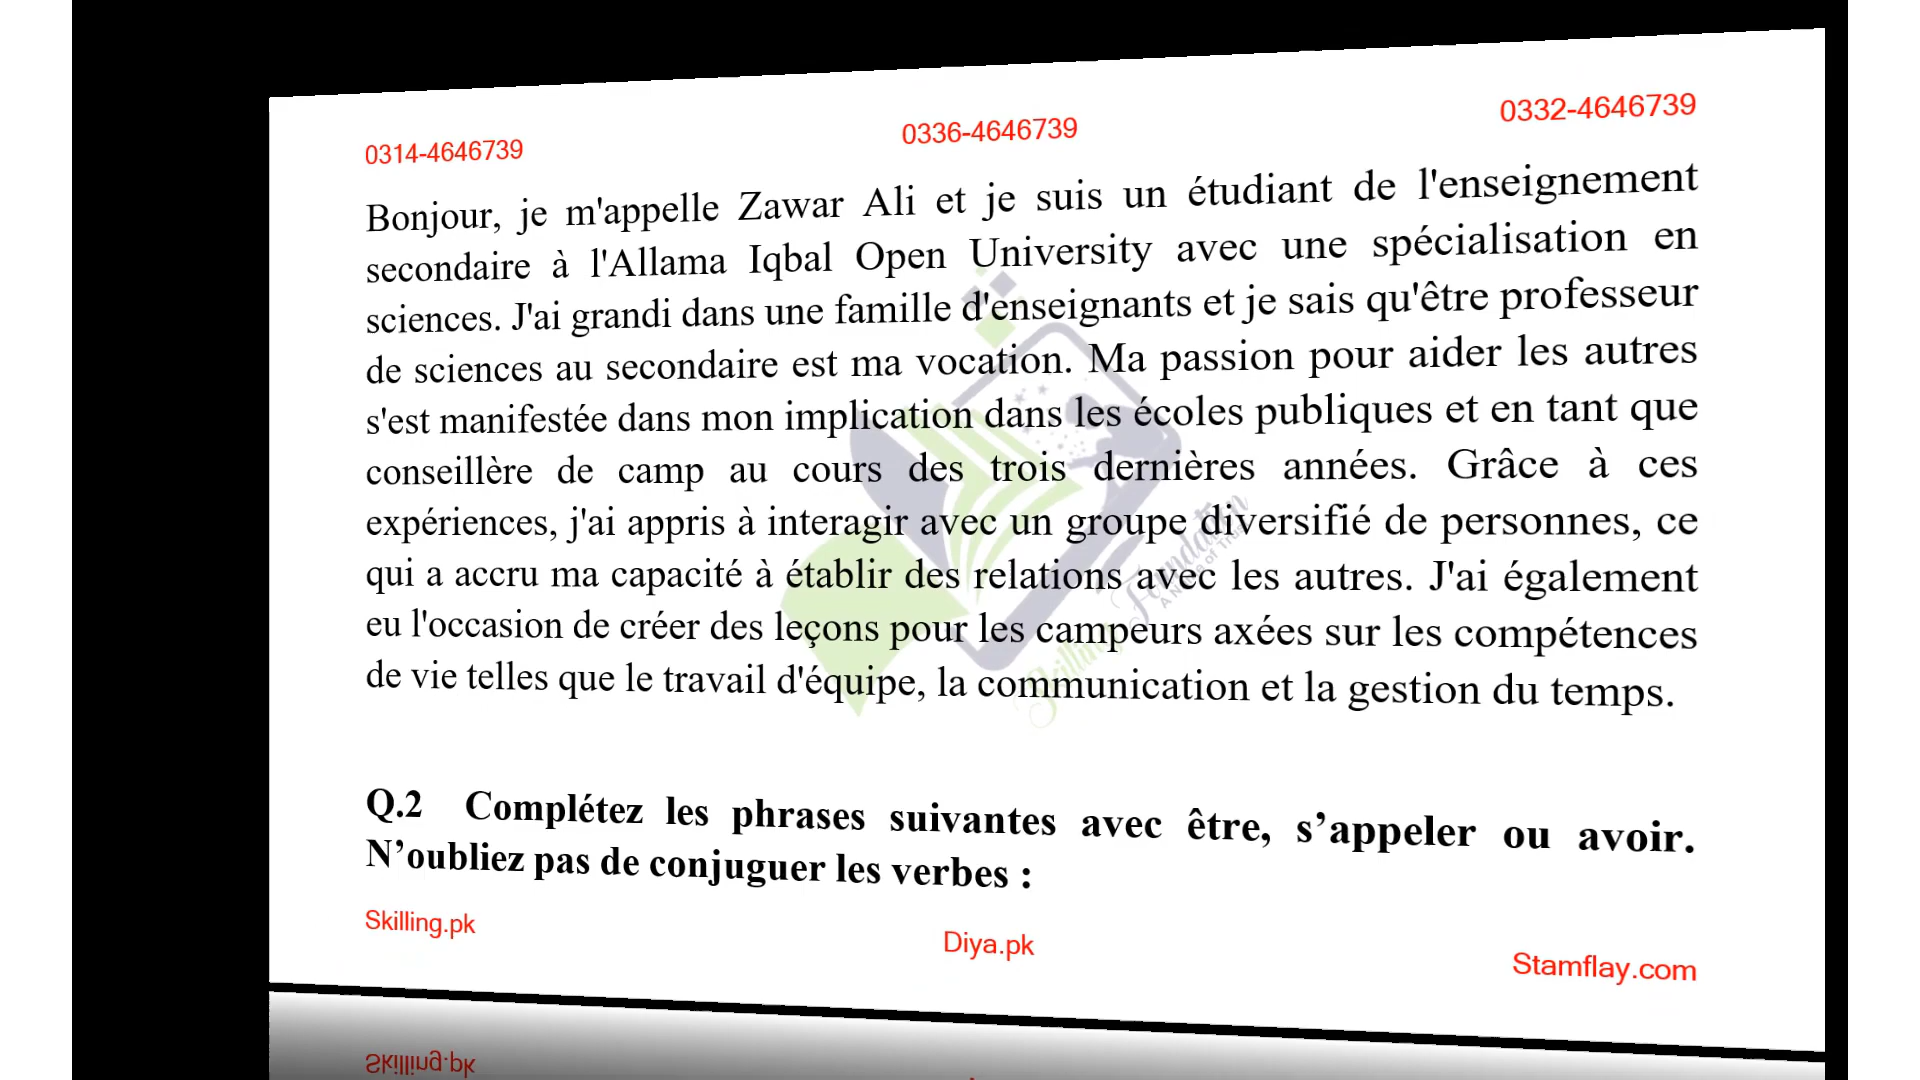 0314-4646739 0336-4646739 0332-4646739
Bonjour, je m'appelle Zawar Ali et je suis un étudiant de l'enseignement
secondaire à l'Allama Iqbal Open University avec une spécialisation en
sciences. J'ai grandi dans une famille d'enseignants et je sais qu'être professeur
de sciences au secondaire est ma vocation. Ma passion pour aider les autres
s'est manifestée dans mon implication dans les écoles publiques et en tant que
conseillère de camp au cours des trois dernières années. Grâce à ces
expériences, j'ai appris à interagir avec un groupe diversifié de personnes, ce
qui a accru ma capacité à établir des relations avec les autres. J'ai également
eu l'occasion de créer des leçons pour les campeurs axées sur les compétences
de vie telles que le travail d'équipe, la communication et la gestion du temps.
Skilling Foundation
Q.2 Complétez les phrases suivantes avec être, s’appeler ou avoir.
N’oubliez pas de conjuguer les verbes :
Skilling.pk Diya.pk Stamflay.com
Skilling.pk